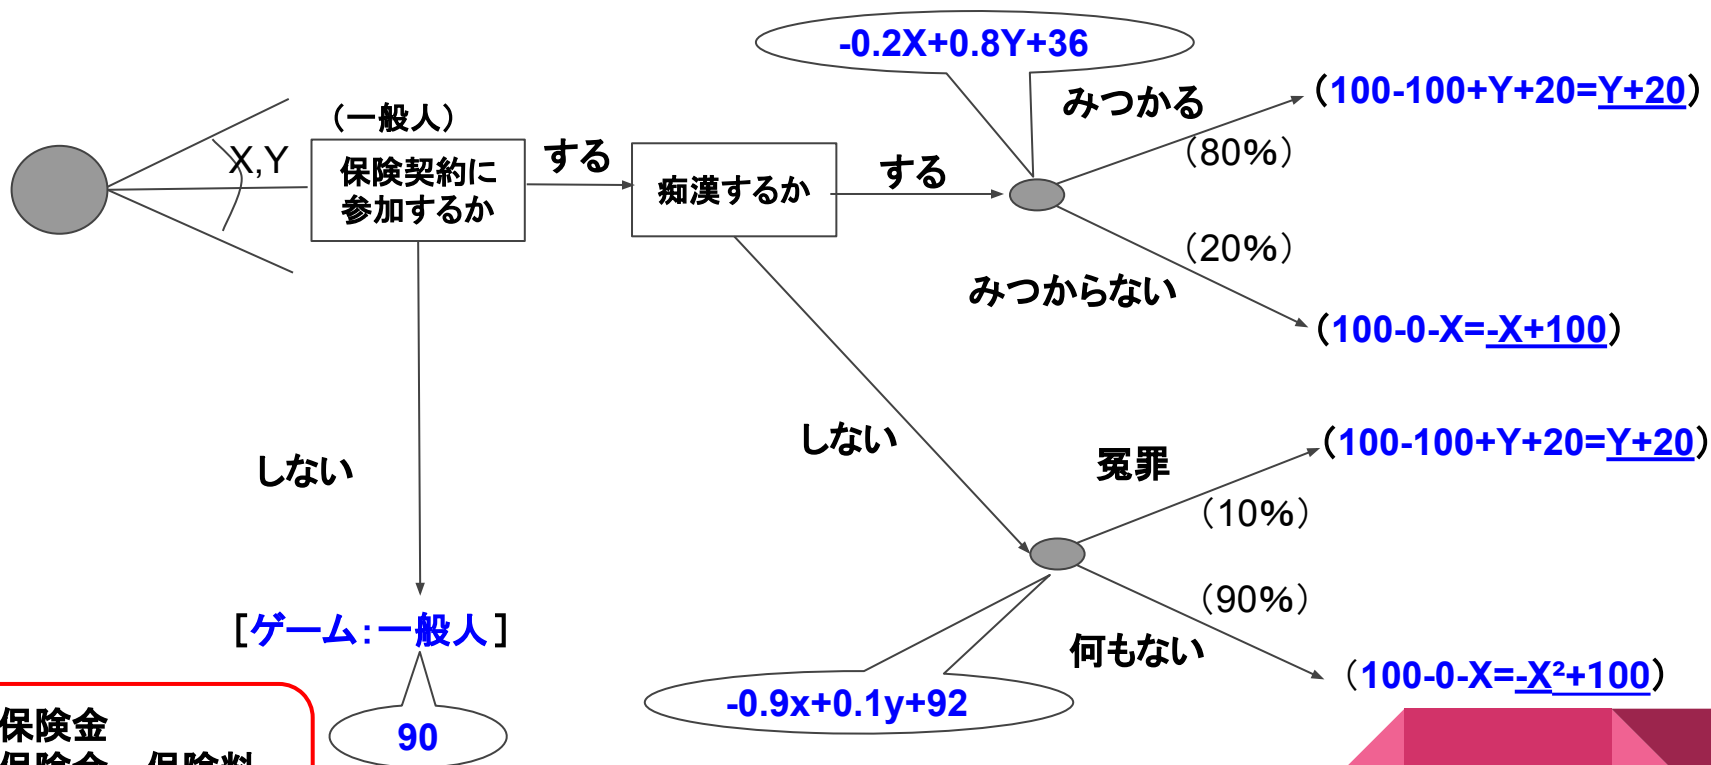 -0.2X+0.8Y+36
みつかる
(100-100+Y+20=Y+20)
(80%)
(一般人)
X,Y
保険契約に
参加するか
する
痴漢するか
する
(20%)
みつからない
(100-0-X=-X+100)
しない
しない
冤罪
(100-100+Y+20=Y+20)
(10%)
(90%)
何もない
(100-0-X=-X²+100)
[ゲーム:一般人]
90
-0.9x+0.1y+92
保険金